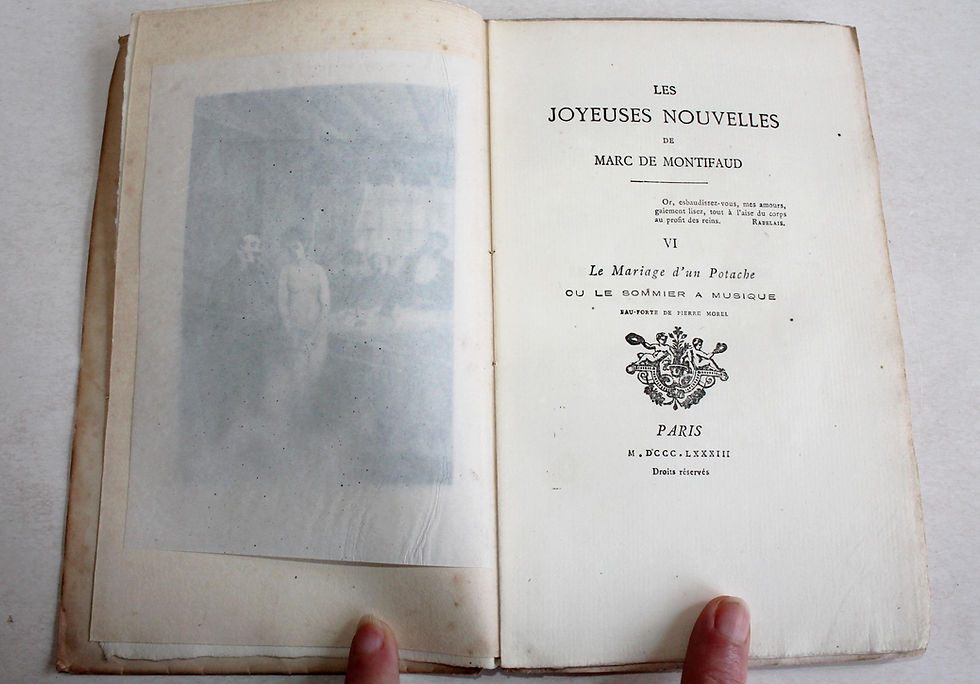 LES
JOYEUSES NOUVELLES
DE
MARC DE MONTIFAUD
Or, esbaudissez-vous, mes amours,
gaiement lisez, tout à l'aise du corps
au profit des reins. RABELAIS.
VI
Le Mariage d'un Potache
OU LE SOMMIER A MUSIQUE
EAU-FORTE DE PIERRE MOREL
PARIS
M.DCCC.LXXXIII
Droits réservés